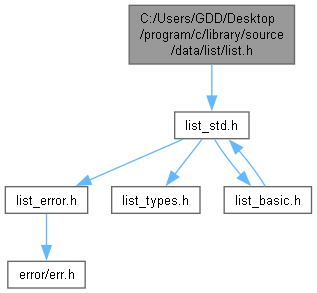 C:/Users/GDD/Desktop
/program/c/library/source
/data/list/list.h
list_std.h
list_error.h
list_types.h
list_basic.h
error/err.h